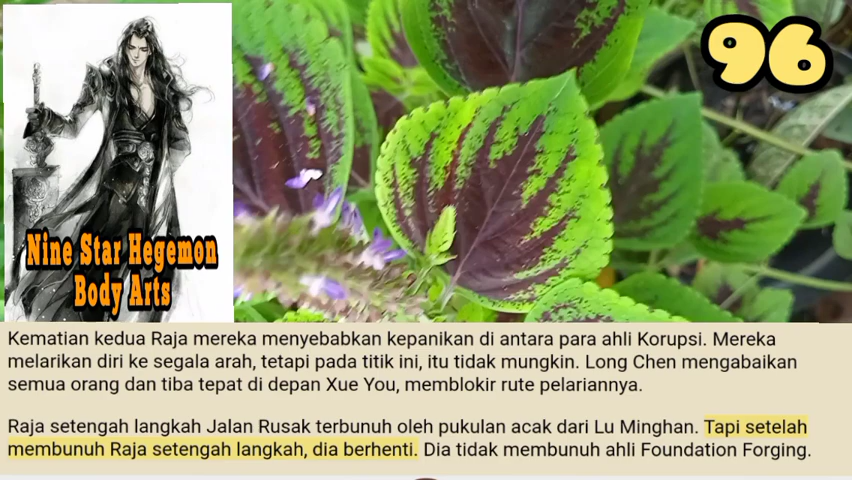 96
Nine Star Hegemon
Body Arts
Kematian kedua Raja mereka menyebabkan kepanikan di antara para ahli Korupsi. Mereka
melarikan diri ke segala arah, tetapi pada titik ini, itu tidak mungkin. Long Chen mengabaikan
semua orang dan tiba tepat di depan Xue You, memblokir rute pelariannya.
Raja setengah langkah Jalan Rusak terbunuh oleh pukulan acak dari Lu Minghan. Tapi setelah
membunuh Raja setengah langkah, dia berhenti. Dia tidak membunuh ahli Foundation Forging.